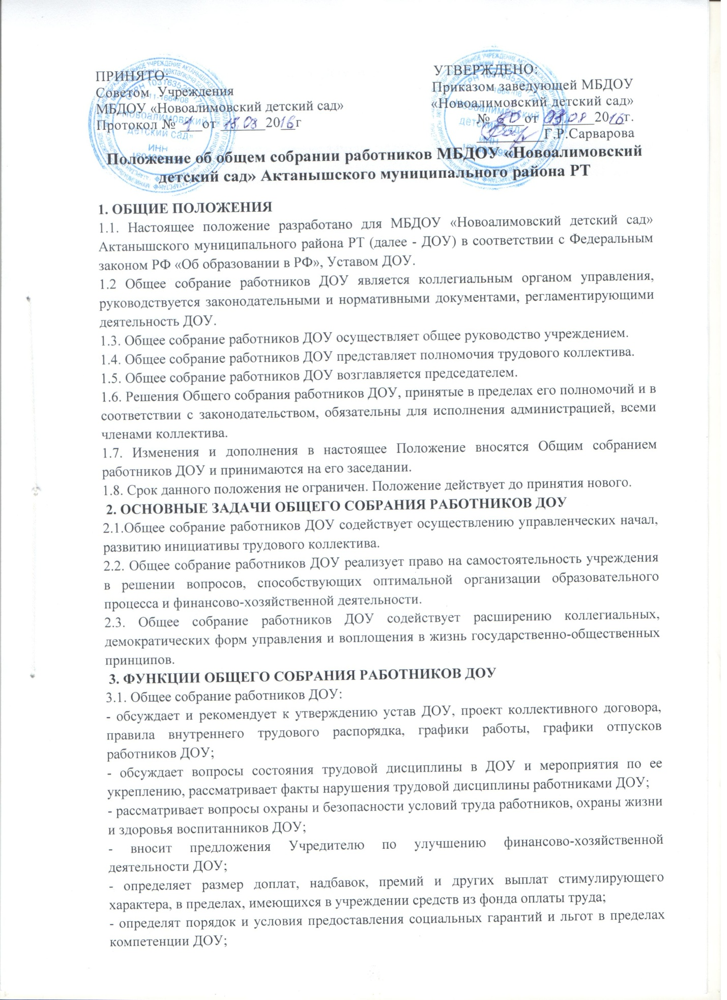 ПРИНЯТО:
Советом Учреждения
МБДОУ «Новоалимовский детский сад»
Протокол № 1 от 18.08 2016 г
УТВЕРЖДЕНО:
Приказом заведующей МБДОУ
«Новоалимовский детский сад»
№ от .08 2016 г.
Г.Р.Сарварова
Положение об общем собрании работников МБДОУ «Новоалимовский
детский сад» Актанышского муниципального района РТ
1. ОБЩИЕ ПОЛОЖЕНИЯ
1.1. Настоящее положение разработано для МБДОУ «Новоалимовский детский сад»
Актанышского муниципального района РТ (далее - ДОУ) в соответствии с Федеральным
законом РФ «Об образовании в РФ», Уставом ДОУ.
1.2 Общее собрание работников ДОУ является коллегиальным органом управления,
руководствуется законодательными и нормативными документами, регламентирующими
деятельность ДОУ.
1.3. Общее собрание работников ДОУ осуществляет общее руководство учреждением.
1.4. Общее собрание работников ДОУ представляет полномочия трудового коллектива.
1.5. Общее собрание работников ДОУ возглавляется председателем.
1.6. Решения Общего собрания работников ДОУ, принятые в пределах его полномочий и в
соответствии с законодательством, обязательны для исполнения администрацией, всеми
членами коллектива.
1.7. Изменения и дополнения в настоящее Положение вносятся Общим собранием
работников ДОУ и принимаются на его заседании.
1.8. Срок данного положения не ограничен. Положение действует до принятия нового.
2. ОСНОВНЫЕ ЗАДАЧИ ОБЩЕГО СОБРАНИЯ РАБОТНИКОВ ДОУ
2.1.Общее собрание работников ДОУ содействует осуществлению управленческих начал,
развитию инициативы трудового коллектива.
2.2. Общее собрание работников ДОУ реализует право на самостоятельность учреждения
в решении вопросов, способствующих оптимальной организации образовательного
процесса и финансово-хозяйственной деятельности.
2.3. Общее собрание работников ДОУ содействует расширению коллегиальных,
демократических форм управления и воплощения в жизнь государственно-общественных
принципов.
3. ФУНКЦИИ ОБЩЕГО СОБРАНИЯ РАБОТНИКОВ ДОУ
3.1. Общее собрание работников ДОУ:
- обсуждает и рекомендует к утверждению устав ДОУ, проект коллективного договора,
правила внутреннего трудового распорядка, графики работы, графики отпусков
работников ДОУ;
- обсуждает вопросы состояния трудовой дисциплины в ДОУ и мероприятия по ее
укреплению, рассматривает факты нарушения трудовой дисциплины работниками ДОУ;
- рассматривает вопросы охраны и безопасности условий труда работников, охраны жизни
и здоровья воспитанников ДОУ;
- вносит предложения Учредителю по улучшению финансово-хозяйственной
деятельности ДОУ;
- определяет размер доплат, надбавок, премий и других выплат стимулирующего
характера, в пределах, имеющихся в учреждении средств из фонда оплаты труда;
- определят порядок и условия предоставления социальных гарантий и льгот в пределах
компетенции ДОУ;